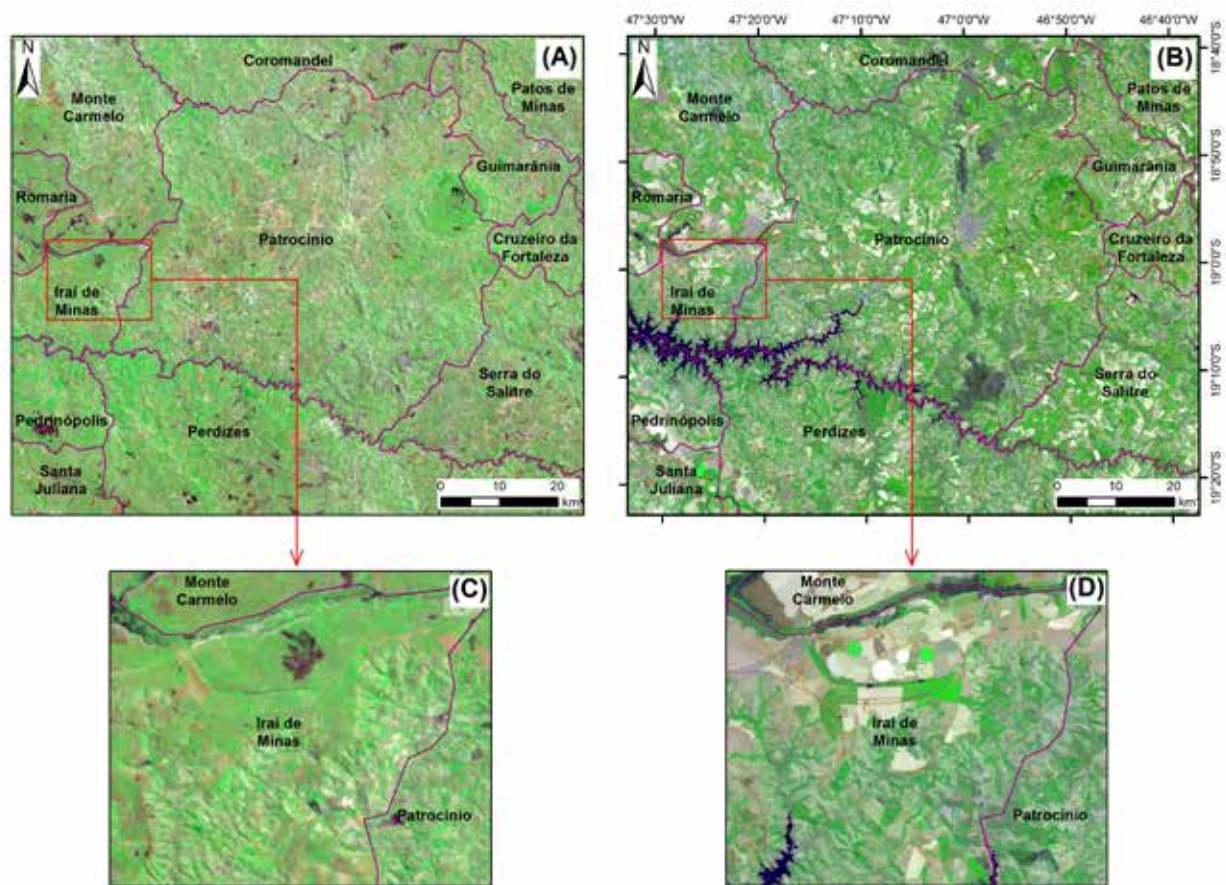 47°30'0"W 47°20'0"W 47°10'0"W 47°0'0"W 46°50'0"W 46°40'0"W
N
(A)
Coromandel
Monte
Carmelo
Patos de
Minas
Guimarânia
Romaria
Patrocínio
Cruzeiro da
Fortaleza
Iraí de
Minas
Serra do
Salitre
Pedrinópolis
Perdizes
Santa
Juliana
0 10 20
km
N
(B)
Coromandel
Monte
Carmelo
Patos de
Minas
Guimarânia
Romaria
Patrocínio
Cruzeiro da
Fortaleza
Iraí de
Minas
Serra do
Salitre
Pedrinópolis
Perdizes
Santa
Juliana
0 10 20
km
18°40'0"S
18°50'0"S
19°0'0"S
19°10'0"S
19°20'0"S
Monte
Carmelo
(C)
Iraí de
Minas
Patrocínio
Monte
Carmelo
(D)
Iraí de
Minas
Patrocínio